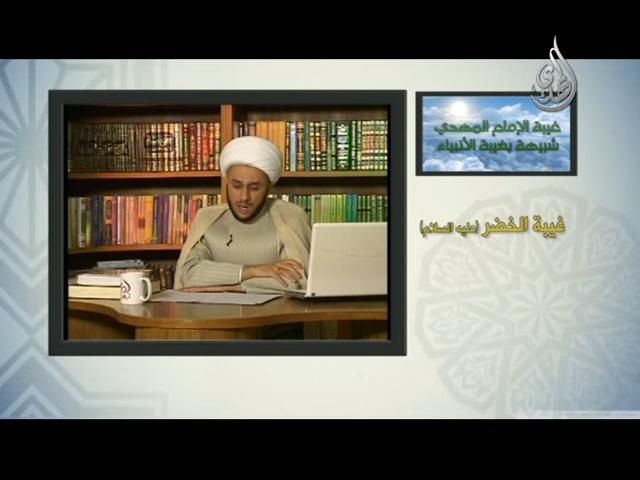 غيبة الإمام المهدي
شبيهة بغيبة الأنبياء
غيبة الخضر (عليه السلام)